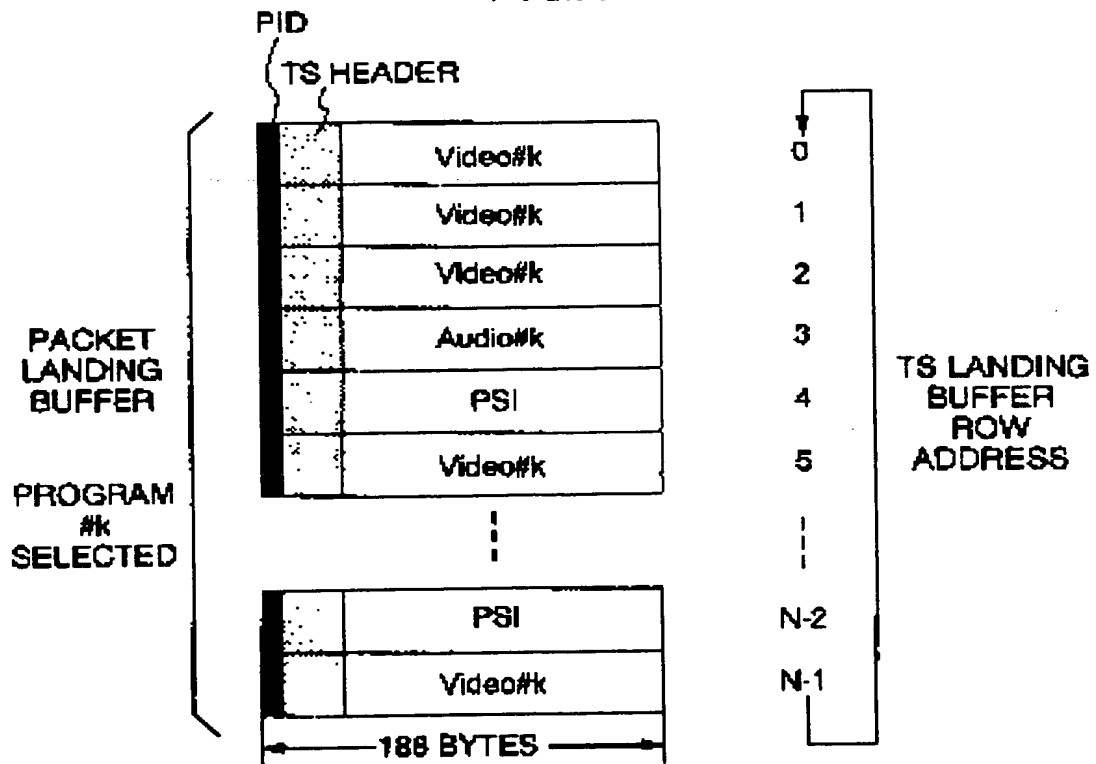 PID
TS HEADER
Video#k
0
Video#k
1
Video#k
2
Audio#k
3
PSI
4
Video#k
5
PACKET
LANDING
BUFFER
PROGRAM
#k
SELECTED
TS LANDING
BUFFER
ROW
ADDRESS
PSI
N-2
Video#k
N-1
188 BYTES